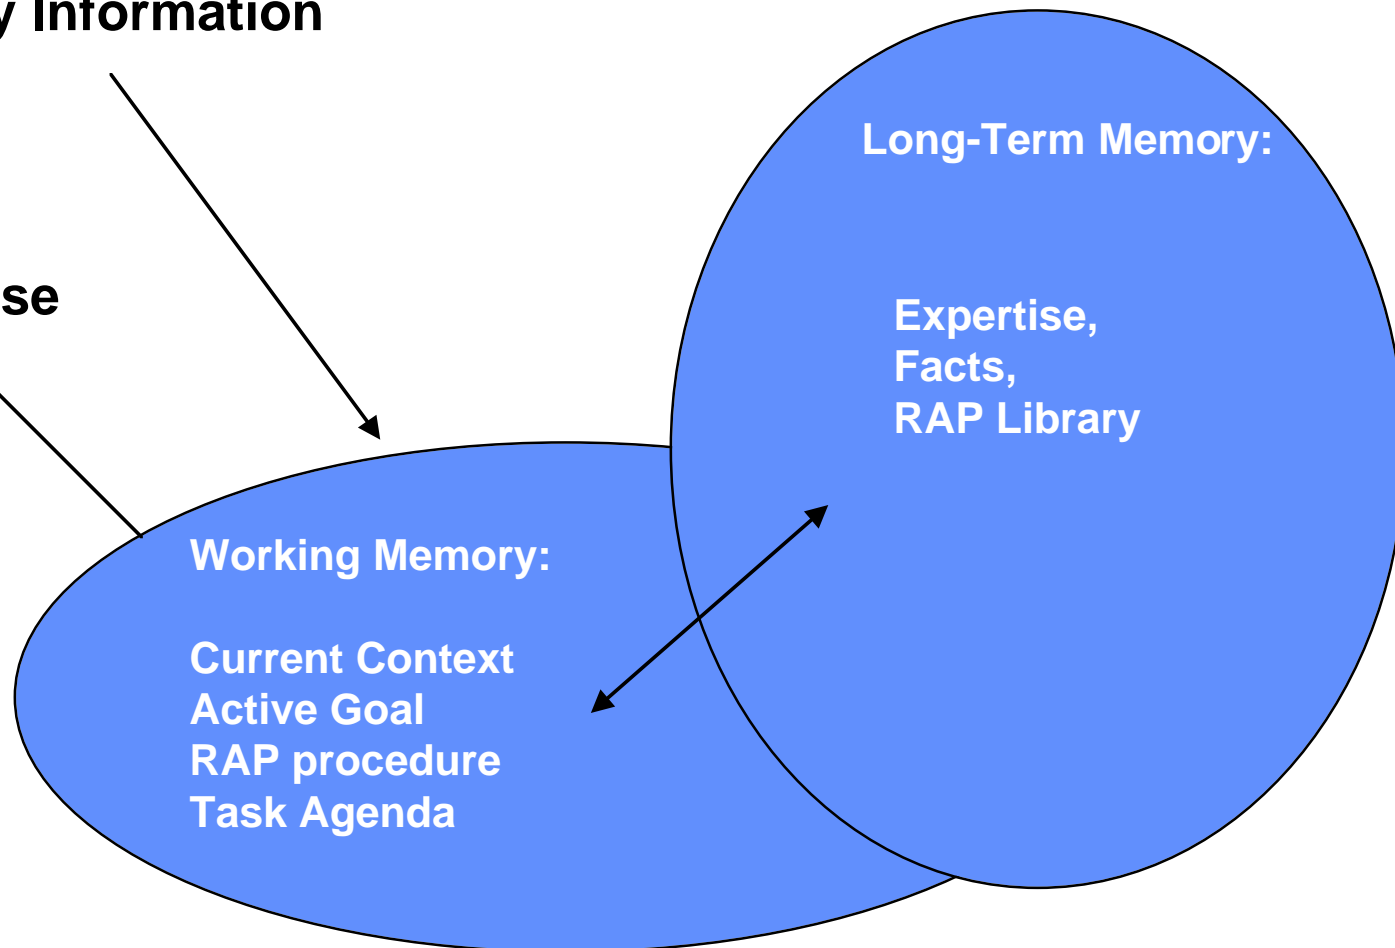 y Information
Long-Term Memory:
se
Expertise,
Facts,
RAP Library
Working Memory:
Current Context
Active Goal
RAP procedure
Task Agenda